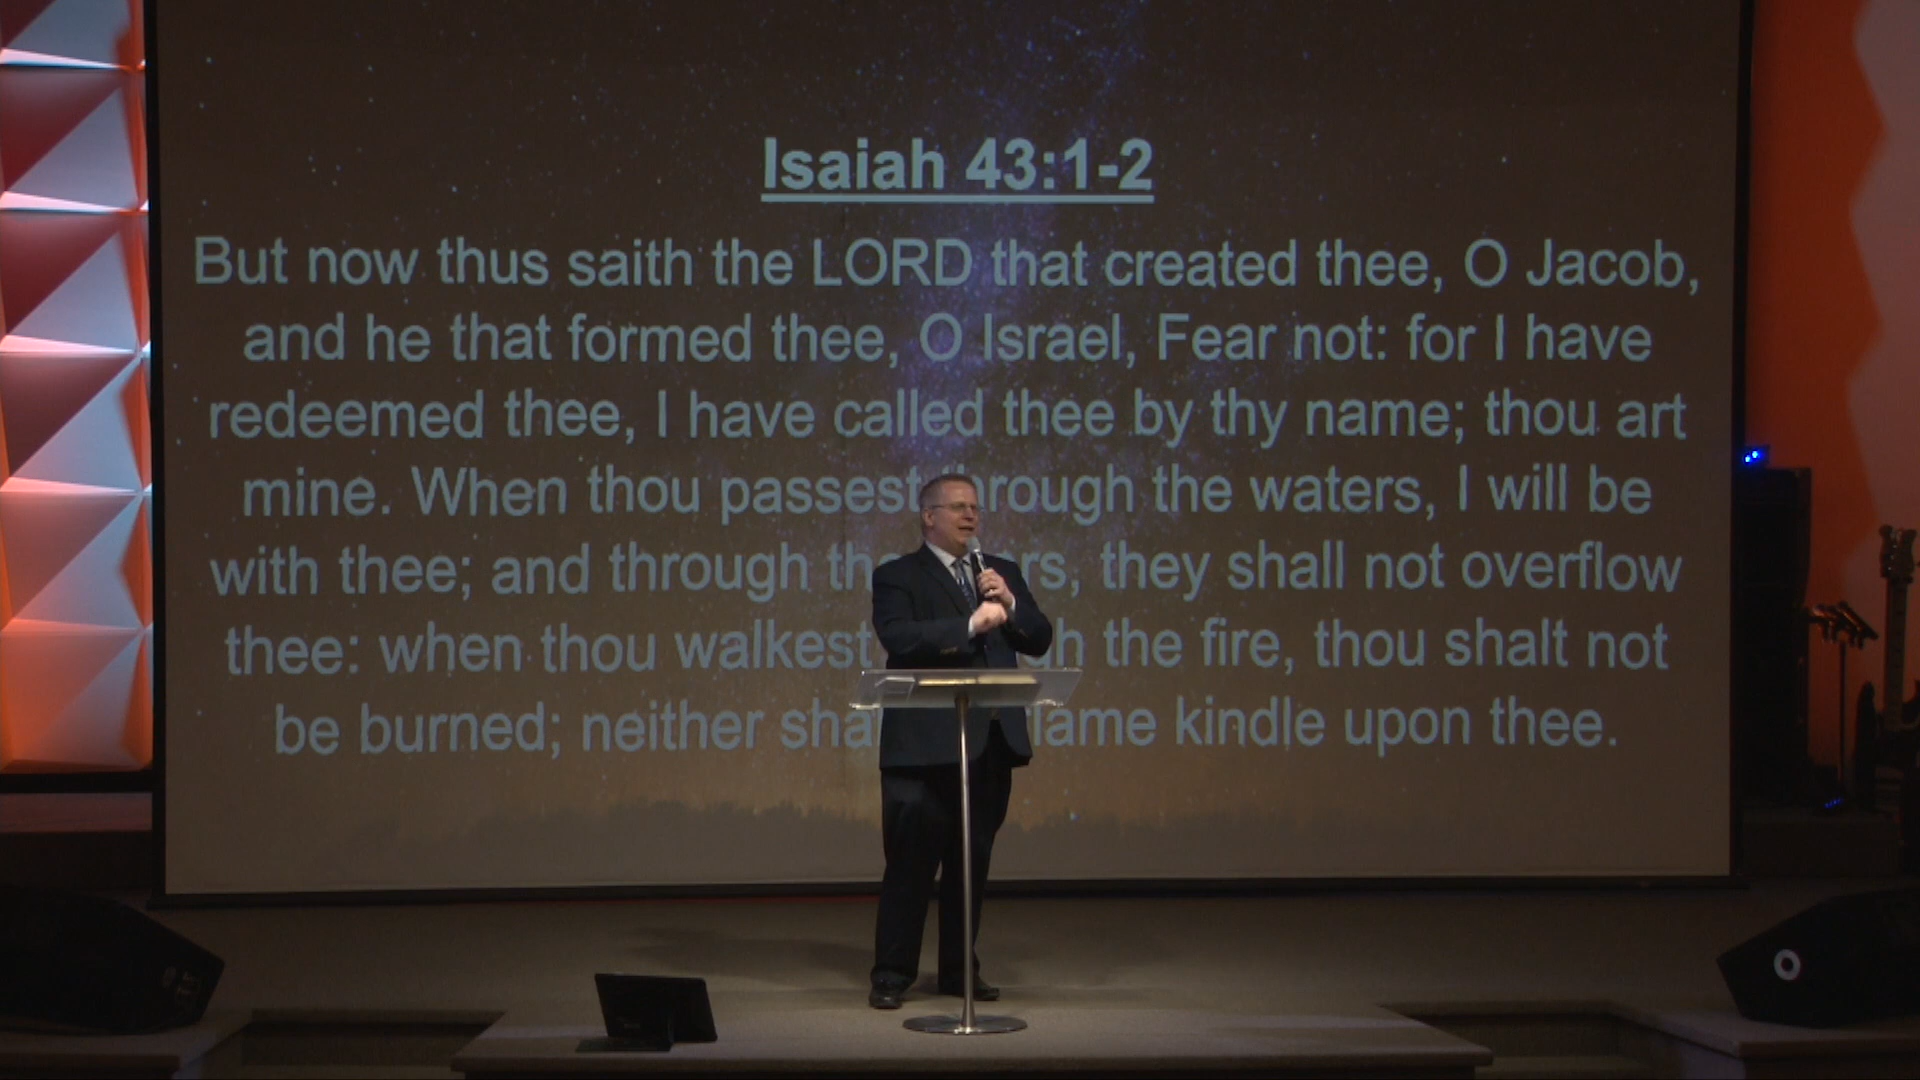 Isaiah 43:1-2
But now thus saith the LORD that created thee, O Jacob,
and he that formed thee, O Israel, Fear not: for I have
redeemed thee, I have called thee by thy name; thou art
mine. When thou passest through the waters, I will be
with thee; and through the rs, they shall not overflow
thee: when thou walkest gh the fire, thou shalt not
be burned; neither sha lame kindle upon thee.